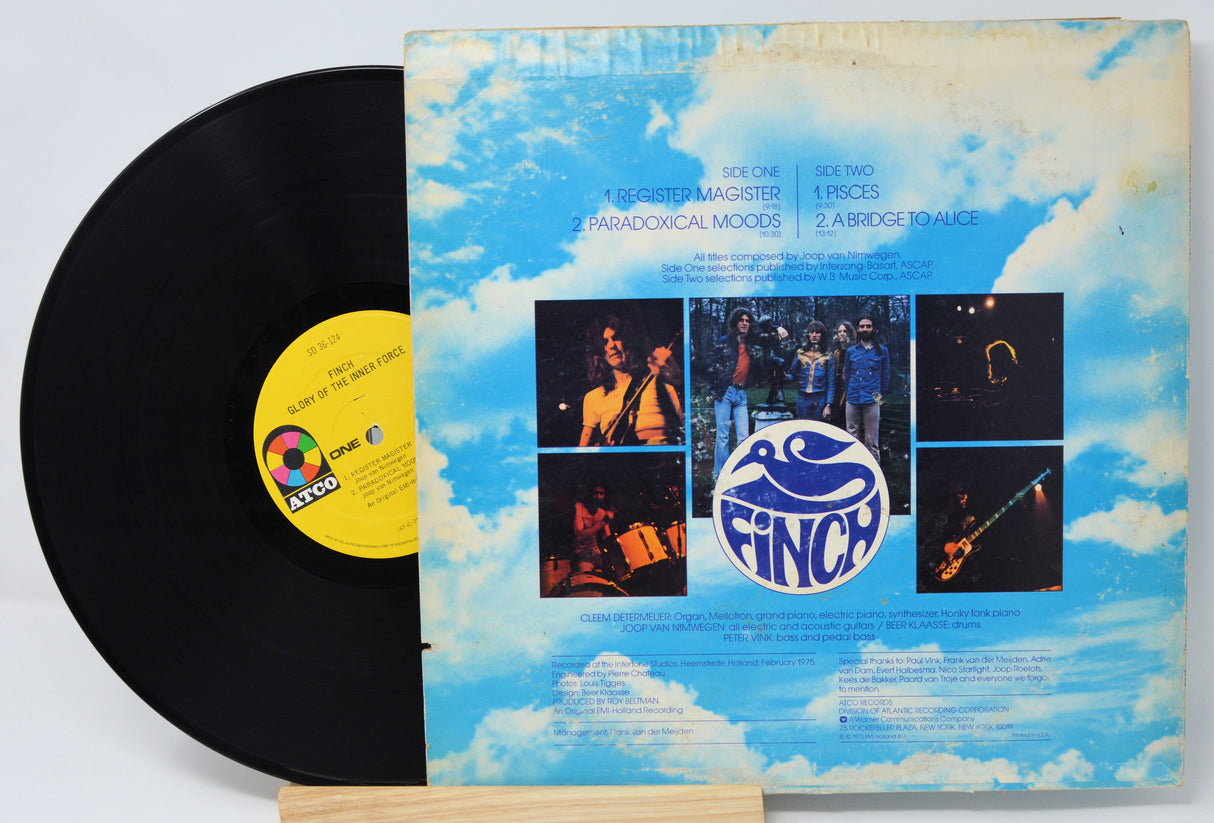 SD 36-124
FINCH
GLORY OF THE INNER FORCE
ONE
ATCO
1. REGISTER MAGISTER
Joop van Nimwegen
2. PARADOXICAL
Joop van Nimwegen
An Original
SIDE ONE
1. REGISTER MAGISTER
(9:18)
2. PARADOXICAL MOODS
(10:30)
SIDE TWO
1. PISCES
(9:30)
2. A BRIDGE TO ALICE
(13:12)
All titles composed by Joop van Nimwegen.
Side One selections published by Intersong-Basart, ASCAP.
Side Two selections published by W B Music Corp., ASCAP.
FiNCH
CLEEM DETERMEIJER: Organ, Mellotron, grand piano, electric piano, synthesizer, Honky tonk piano
JOOP VAN NIMWEGEN: all electric and acoustic guitars / BEER KLAASSE: drums
PETER VINK: bass and pedal bass
Recorded at the Intertone Studios, Heemstede, Holland, February 1975.
Engineered by Pierre Chateau
Photos: Louis Tigges
Design: Beer Klaasse
PRODUCED BY ROY BELTMAN
An Original EMI-Holland Recording
Management: Frank van der Meijden
Special thanks to: Paul Vink, Frank van der Meijden, Adrie
van Dam, Evert Halbesma, Nico Starlight, Joop Roelofs,
Kees de Bakker, Paard van Troje and everyone we forgo
to mention.
ATCO RECORDS
DIVISION OF ATLANTIC RECORDING CORPORATION
A Warner Communications Company
75 ROCKEFELLER PLAZA, NEW YORK, NEW YORK, 10019
℗ © 1975 EMI Holland,
Printed in U.S.A.